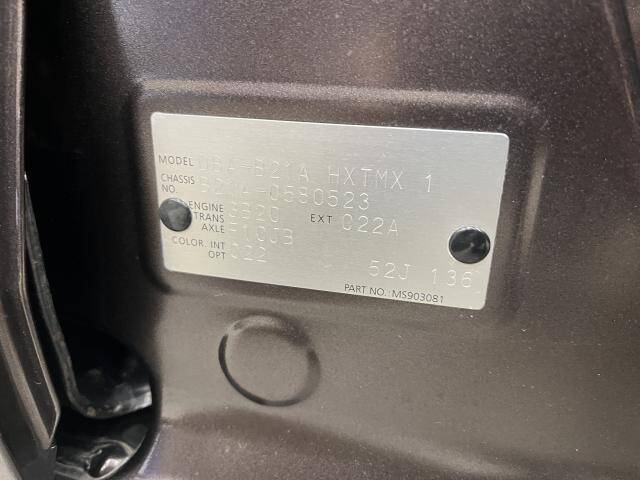 MODEL DBA-B21A HXTMX 1
CHASSIS NO. B21A-0580523
ENGINE 3B20 EXT C22A
TRANS AXLE F1CJB
COLOR. INT OPT 
52J 136
PART NO.: MS903081